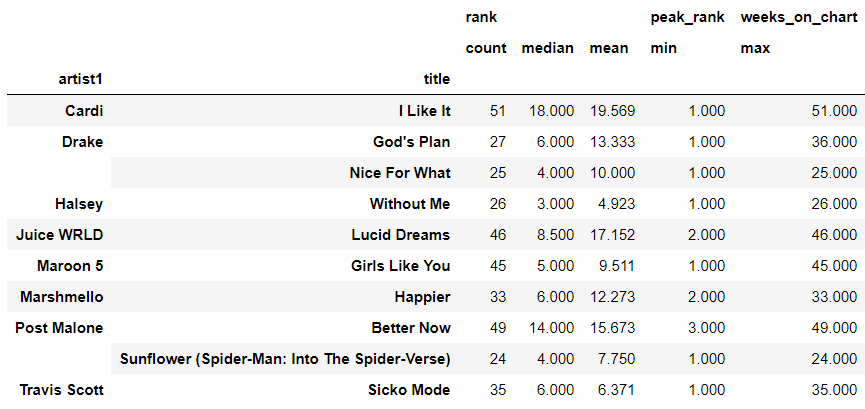 rank peak_rank weeks_on_chart
count median mean min max
artist1 title
Cardi I Like It 51 18.000 19.569 1.000 51.000
Drake God's Plan 27 6.000 13.333 1.000 36.000
Nice For What 25 4.000 10.000 1.000 25.000
Halsey Without Me 26 3.000 4.923 1.000 26.000
Juice WRLD Lucid Dreams 46 8.500 17.152 2.000 46.000
Maroon 5 Girls Like You 45 5.000 9.511 1.000 45.000
Marshmello Happier 33 6.000 12.273 2.000 33.000
Post Malone Better Now 49 14.000 15.673 3.000 49.000
Sunflower (Spider-Man: Into The Spider-Verse) 24 4.000 7.750 1.000 24.000
Travis Scott Sicko Mode 35 6.000 6.371 1.000 35.000